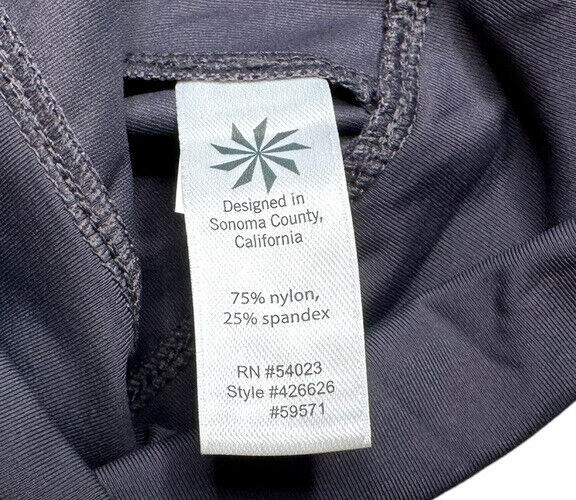 Designed in
Sonoma County,
California
75% nylon,
25% spandex
RN #54023
Style #426626
#59571